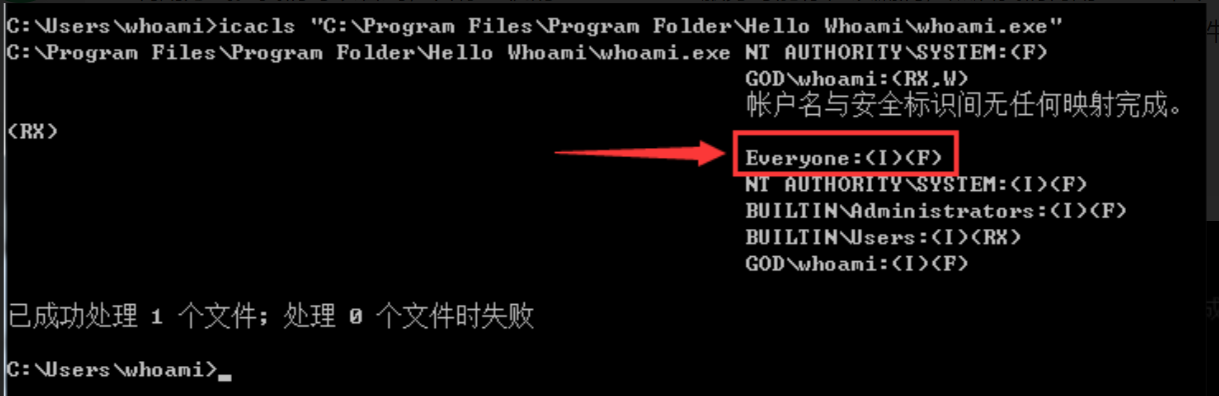 C:\Users\whoami>icacls "C:\Program Files\Program Folder\Hello Whoami\whoami.exe"
C:\Program Files\Program Folder\Hello Whoami\whoami.exe NT AUTHORITY\SYSTEM:(F)
GOD\whoami:(RX,W)
帐户名与安全标识间无任何映射完成。
(RX)
Everyone:(I)(F)
NT AUTHORITY\SYSTEM:(I)(F)
BUILTIN\Administrators:(I)(F)
BUILTIN\Users:(I)(RX)
GOD\whoami:(I)(F)
已成功处理 1 个文件; 处理 0 个文件时失败
C:\Users\whoami>_